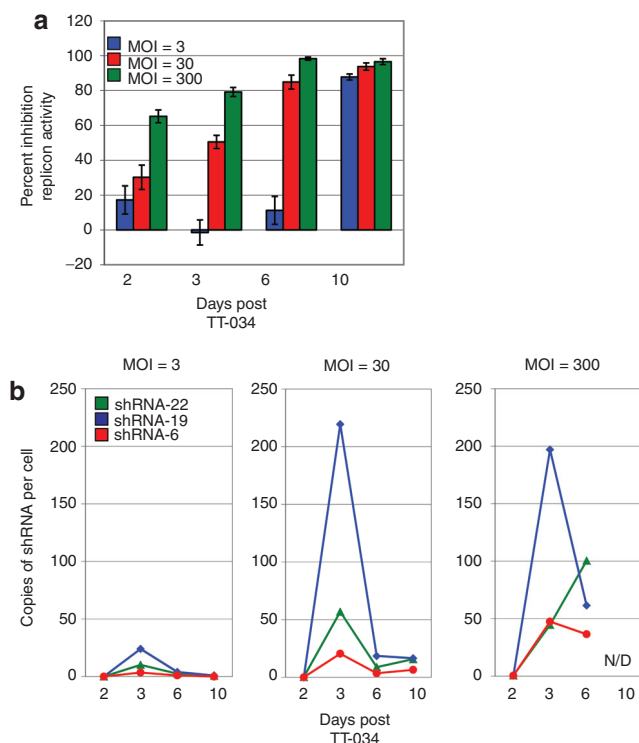 a
MOI = 3
MOI = 30
MOI = 300
Percent inhibition
replicon activity
120
100
80
60
40
20
0
–20
2 3 6 10
Days post
TT-034
b
MOI = 3 MOI = 30 MOI = 300
shRNA-22
shRNA-19
shRNA-6
Copies of shRNA per cell
250 250 250
200 200 200
150 150 150
100 100 100
50 50 50
0 0 0
N/D
2 3 6 10 2 3 6 10 2 3 6 10
Days post
TT-034